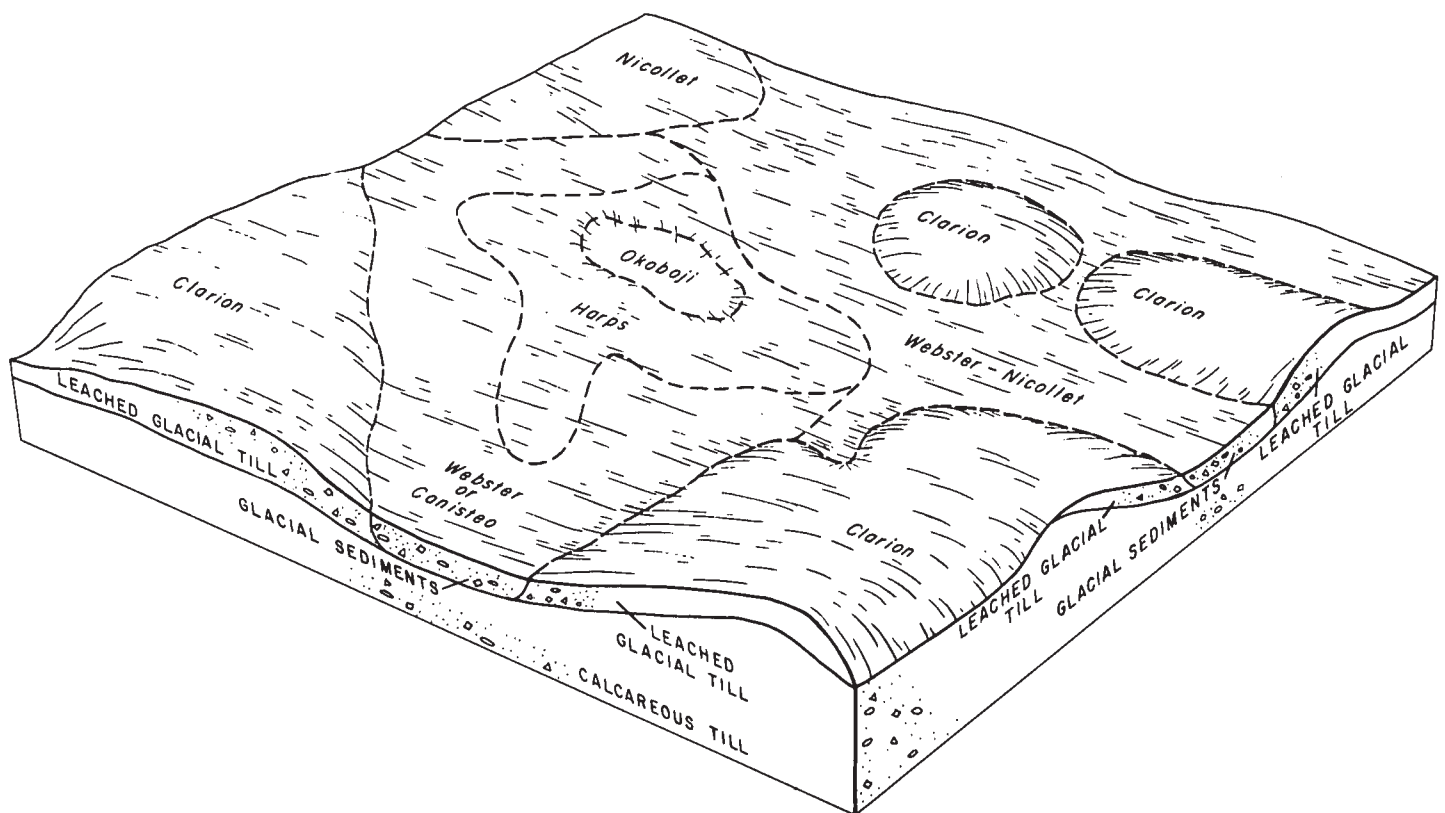 Nicollet
Clarion
Okoboji
Clarion
Clarion
Harps
Webster - Nicollet
Webster
or
Canisteo
Clarion
LEACHED GLACIAL TILL
GLACIAL SEDIMENTS
LEACHED
GLACIAL TILL
CALCAREOUS TILL
LEACHED GLACIAL
TILL
GLACIAL SEDIMENTS
LEACHED GLACIAL
TILL